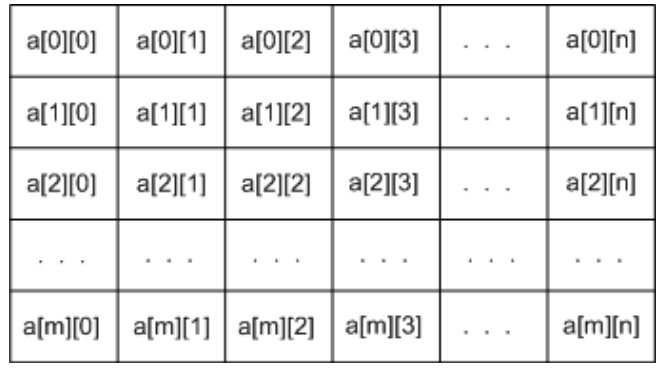 a[0][0] a[0][1] a[0][2] a[0][3] . . . a[0][n]
a[1][0] a[1][1] a[1][2] a[1][3] . . . a[1][n]
a[2][0] a[2][1] a[2][2] a[2][3] . . . a[2][n]
. . . . . . . . . . . . . . . . . .
a[m][0] a[m][1] a[m][2] a[m][3] . . . a[m][n]